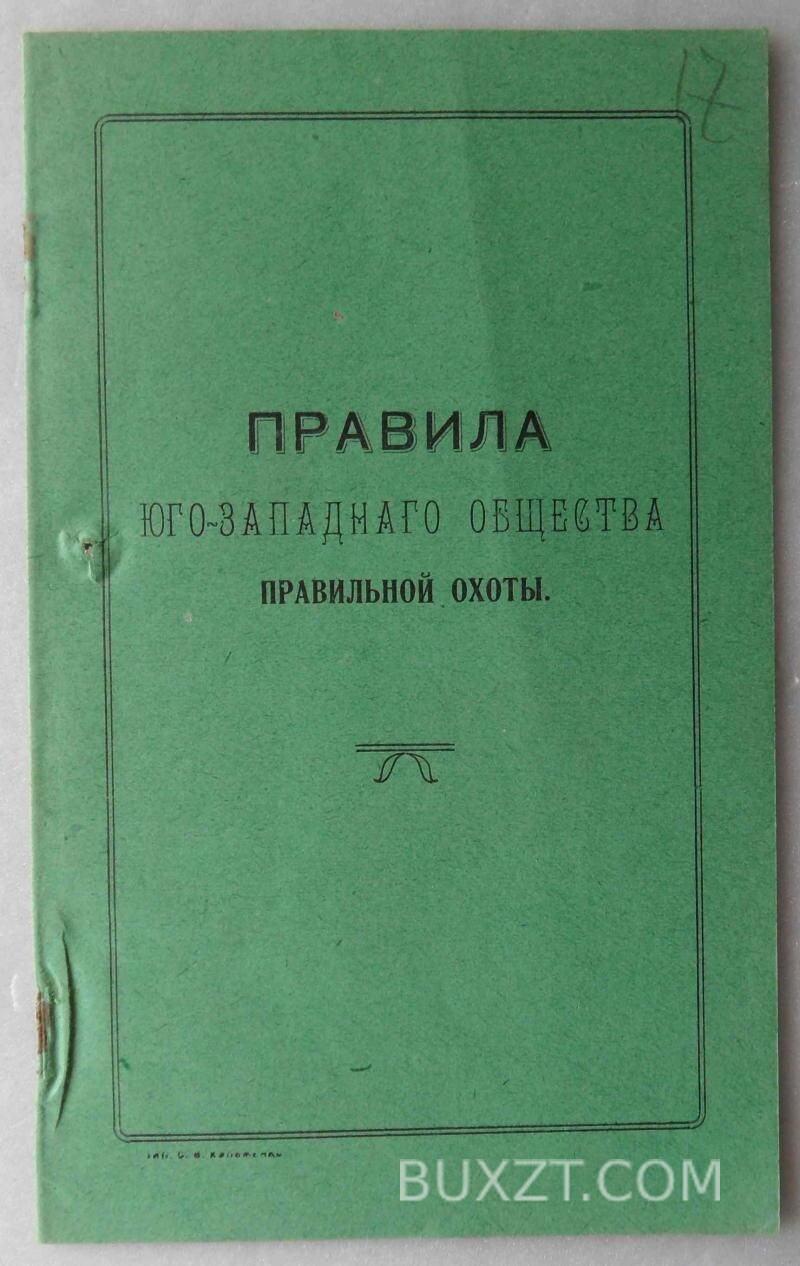 17
ПРАВИЛА
ЮГО-ЗАПАДНАГО ОБЩЕСТВА
ПРАВИЛЬНОЙ ОХОТЫ.
BUXZT.COM